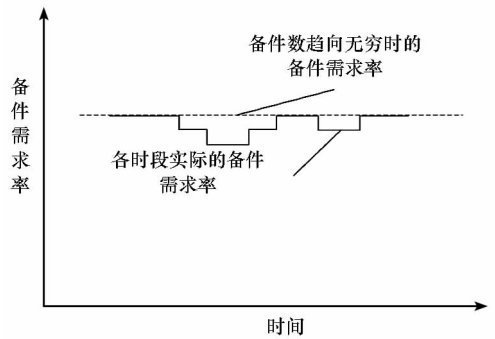 备件数趋向无穷时的
备件需求率
备件需求率
各时段实际的备件
需求率
时间